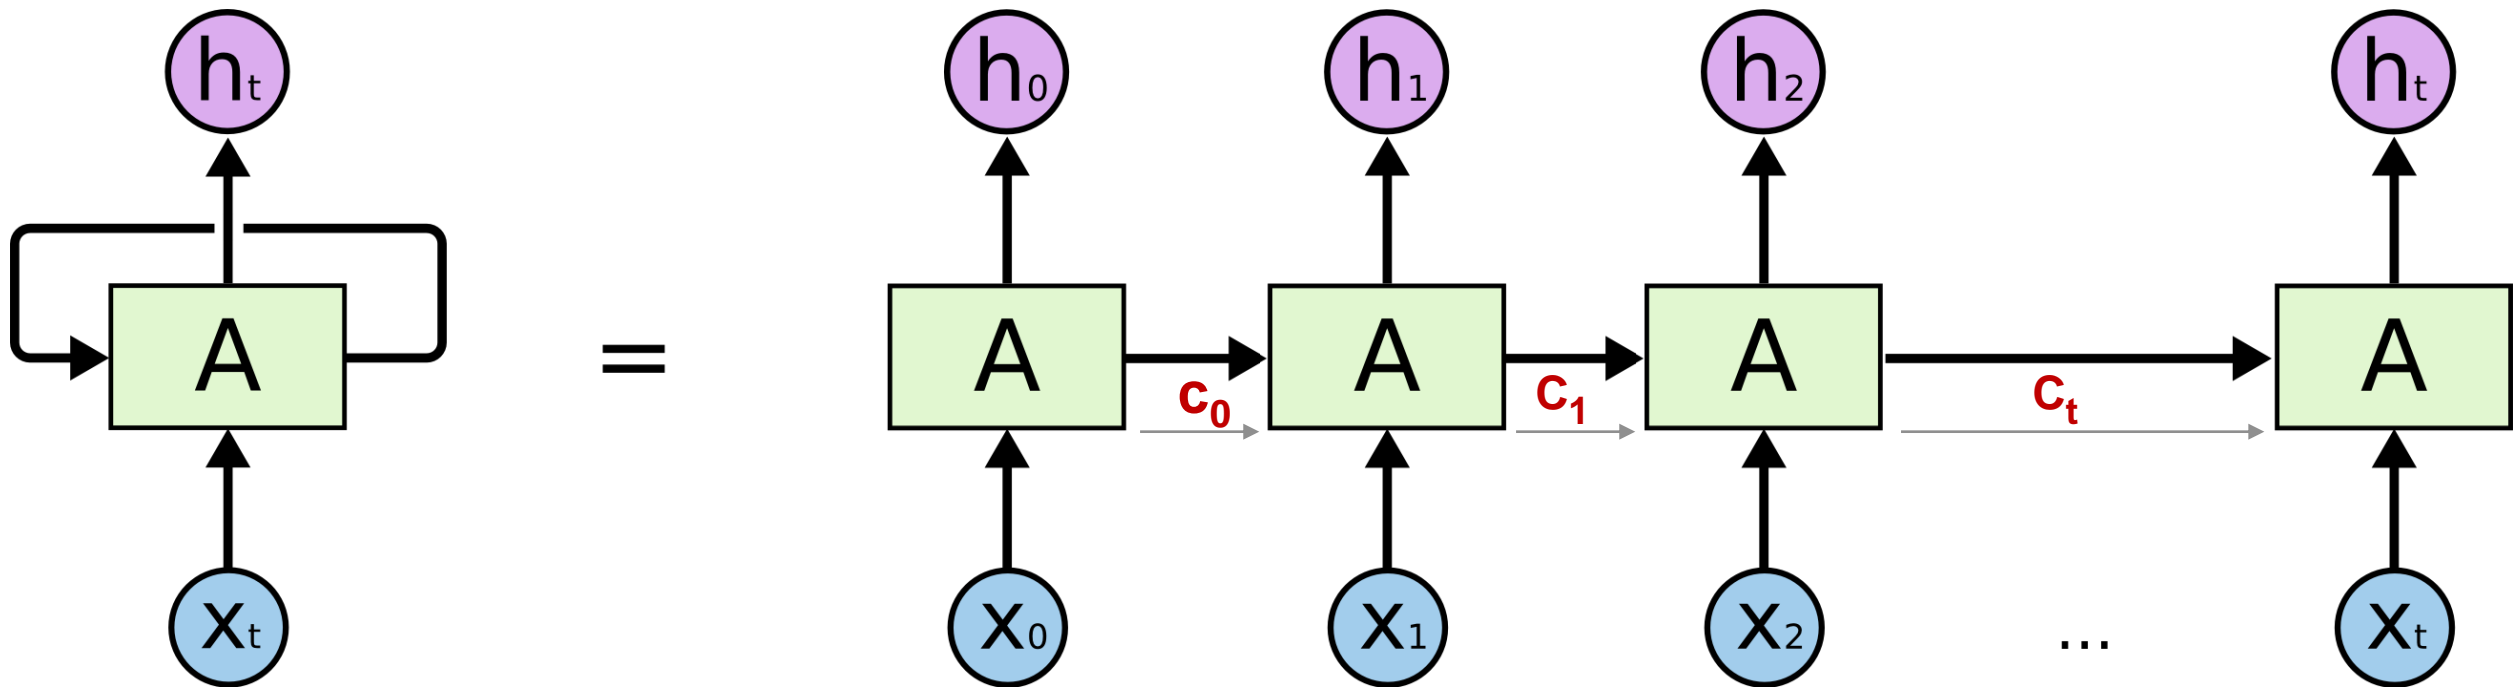 hₜ h₀ h₁ h₂ hₜ
A = A A A A
c₀ c₁ cₜ
xₜ x₀ x₁ x₂ ... xₜ